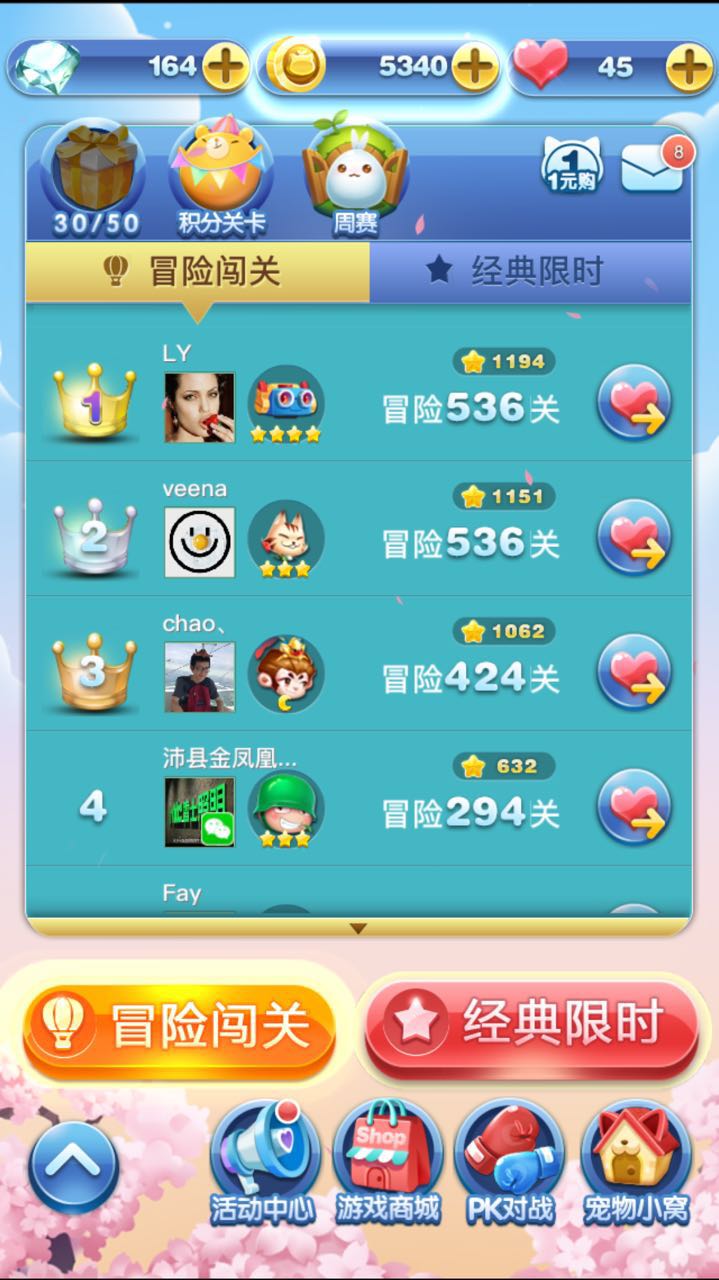 164
5340
45
8
30/50
积分关卡
周赛
1
1元购
冒险闯关
经典限时
LY
1194
1
冒险536关
veena
1151
2
冒险536关
chao、
1062
3
冒险424关
沛县金凤凰...
632
4
冒险294关
Fay
冒险闯关
经典限时
Shop
活动中心
游戏商城
PK对战
宠物小窝